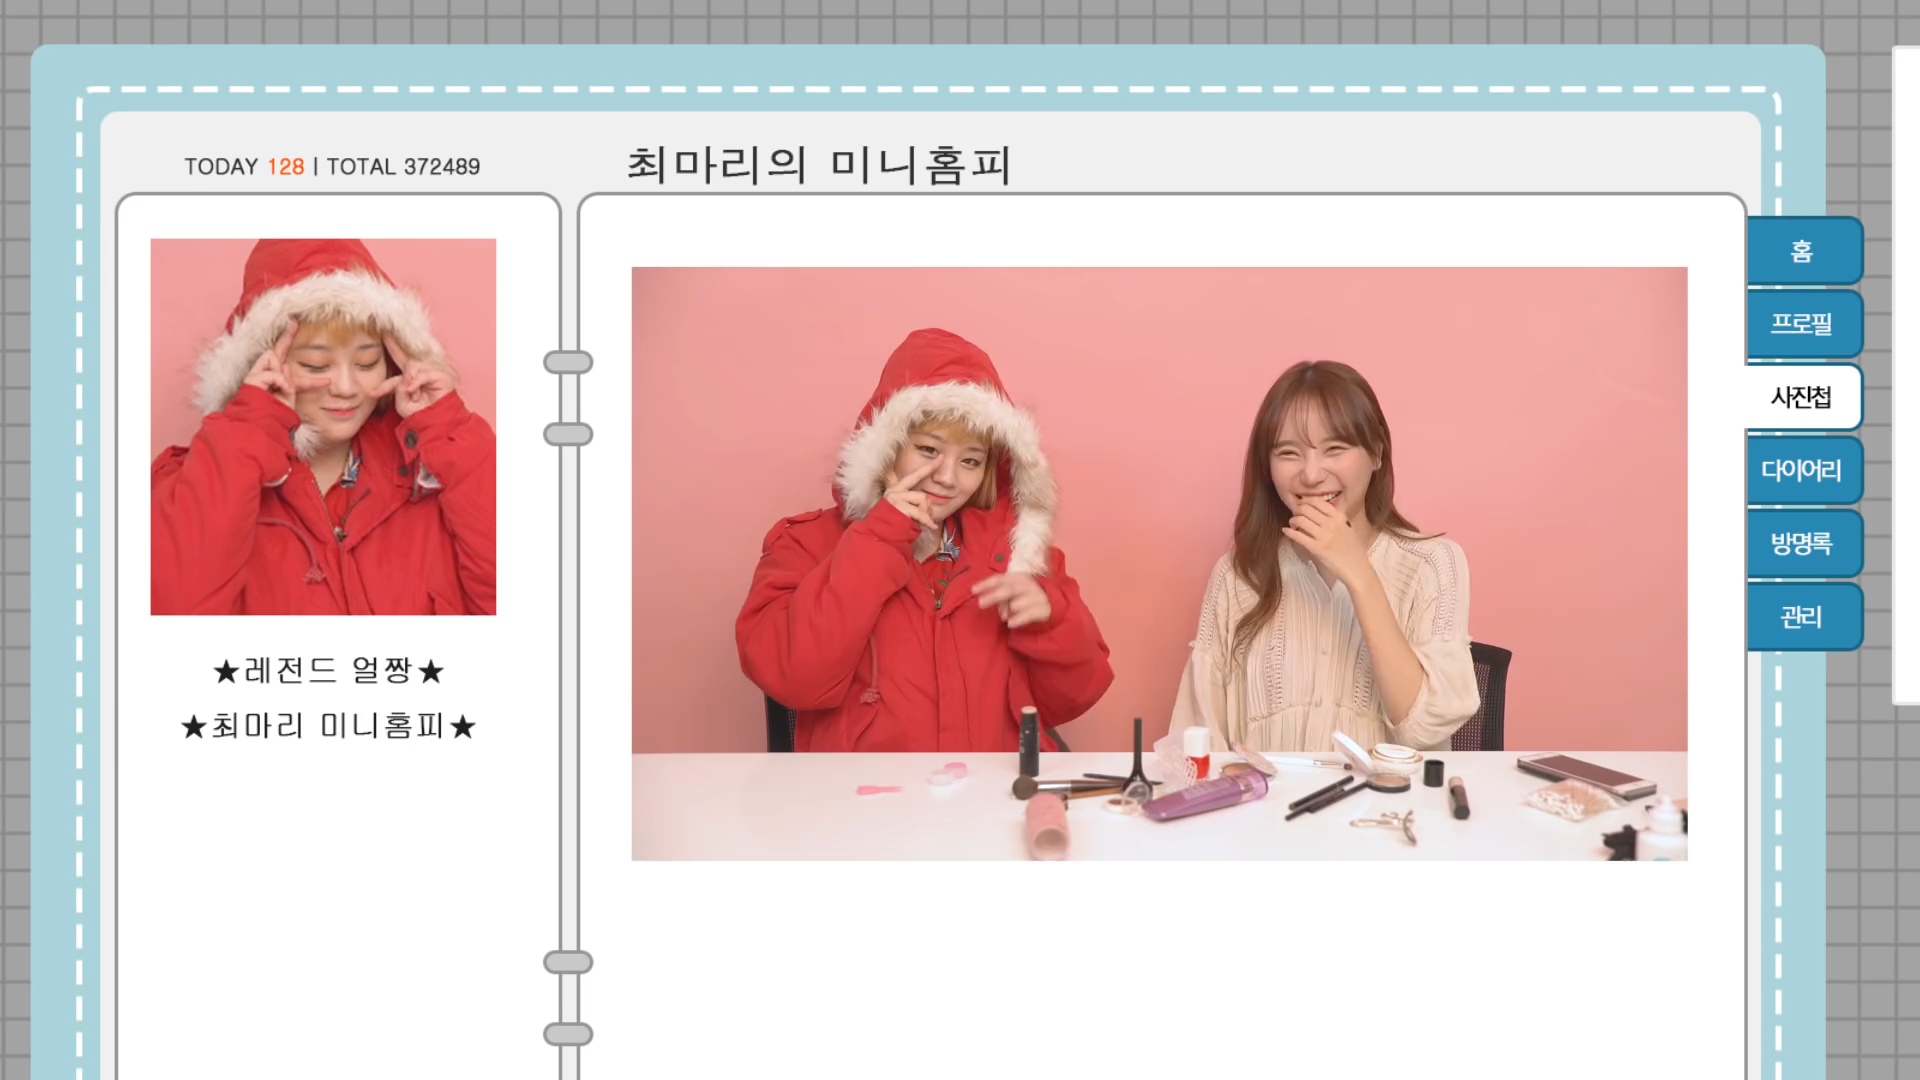 TODAY 128 | TOTAL 372489
최마리의 미니홈피
★레전드 얼짱★
★최마리 미니홈피★
홈
프로필
사진첩
다이어리
방명록
관리